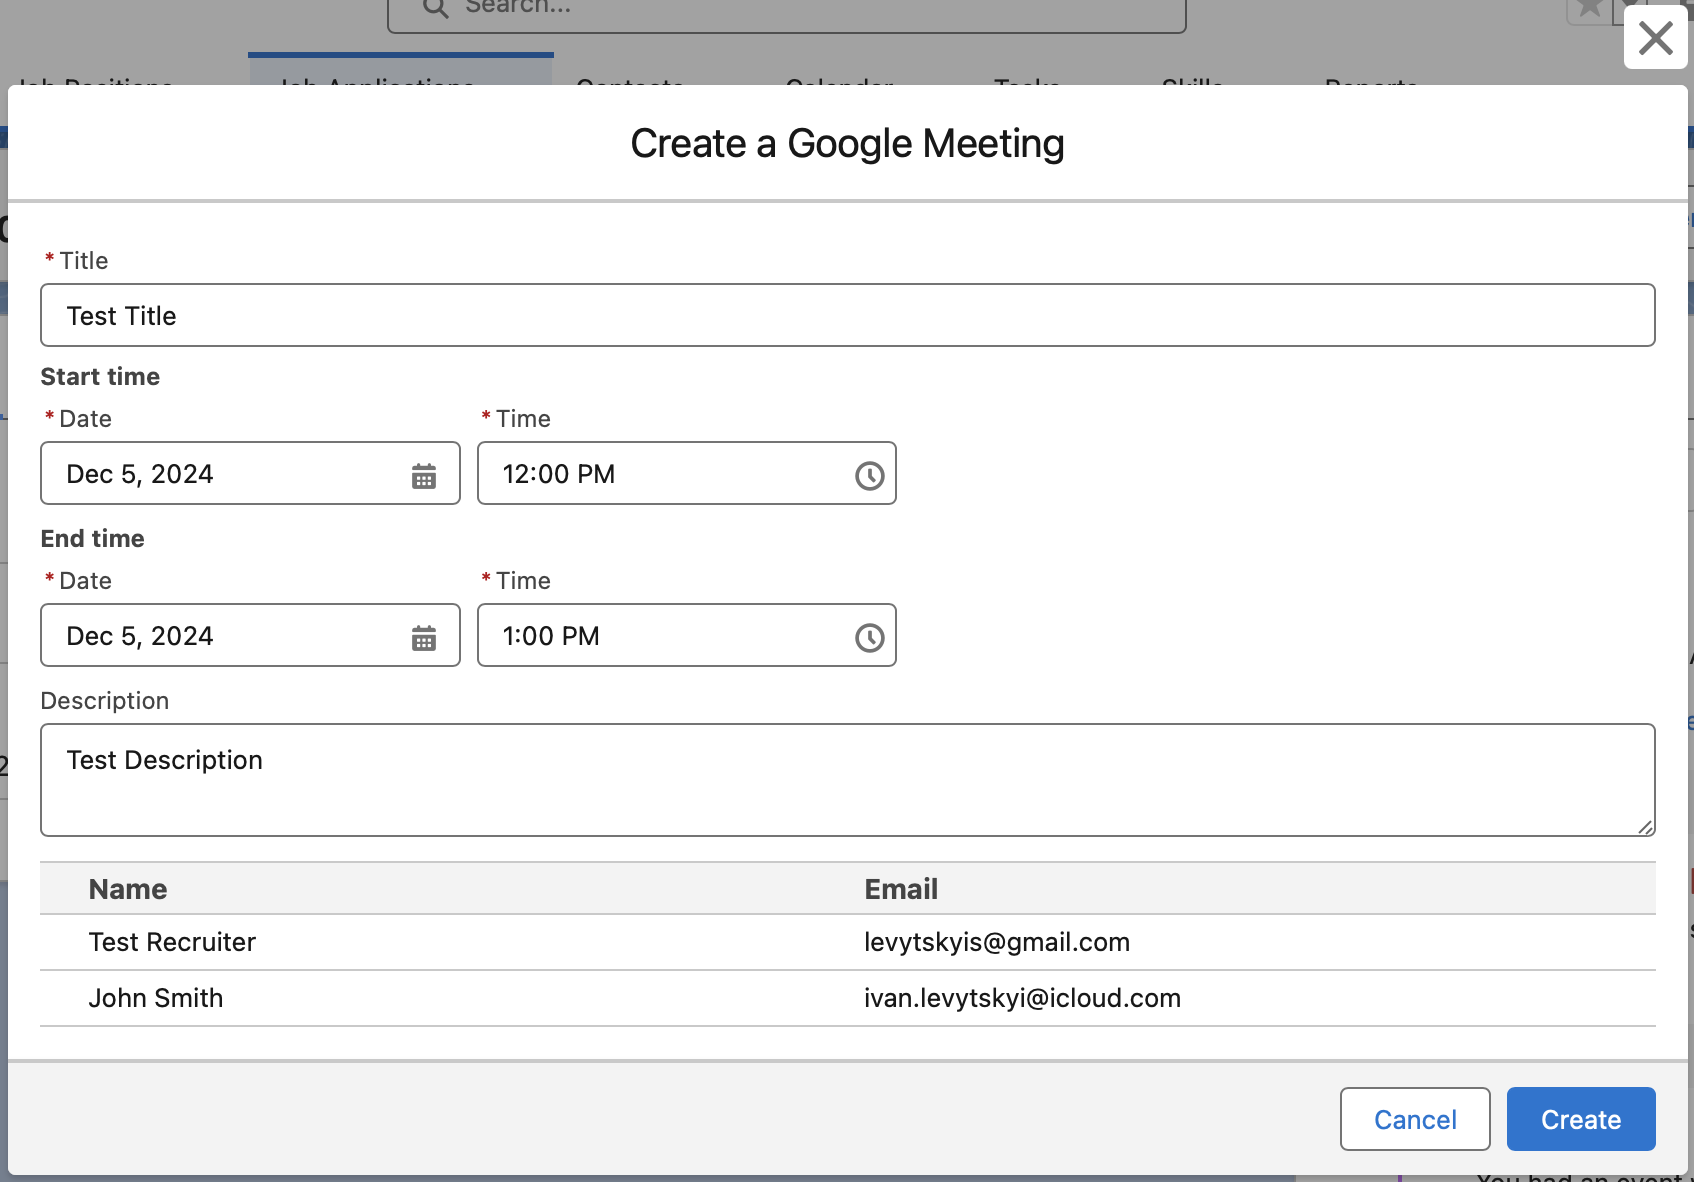 Search...
Job Positions Job Applications Contacts Calendar Tasks Skills Reports
Create a Google Meeting
* Title
Test Title
Start time
* Date * Time
Dec 5, 2024 12:00 PM
End time
* Date * Time
Dec 5, 2024 1:00 PM
Description
Test Description
Name Email
Test Recruiter levytskyis@gmail.com
John Smith ivan.levytskyi@icloud.com
Cancel Create
You had an event